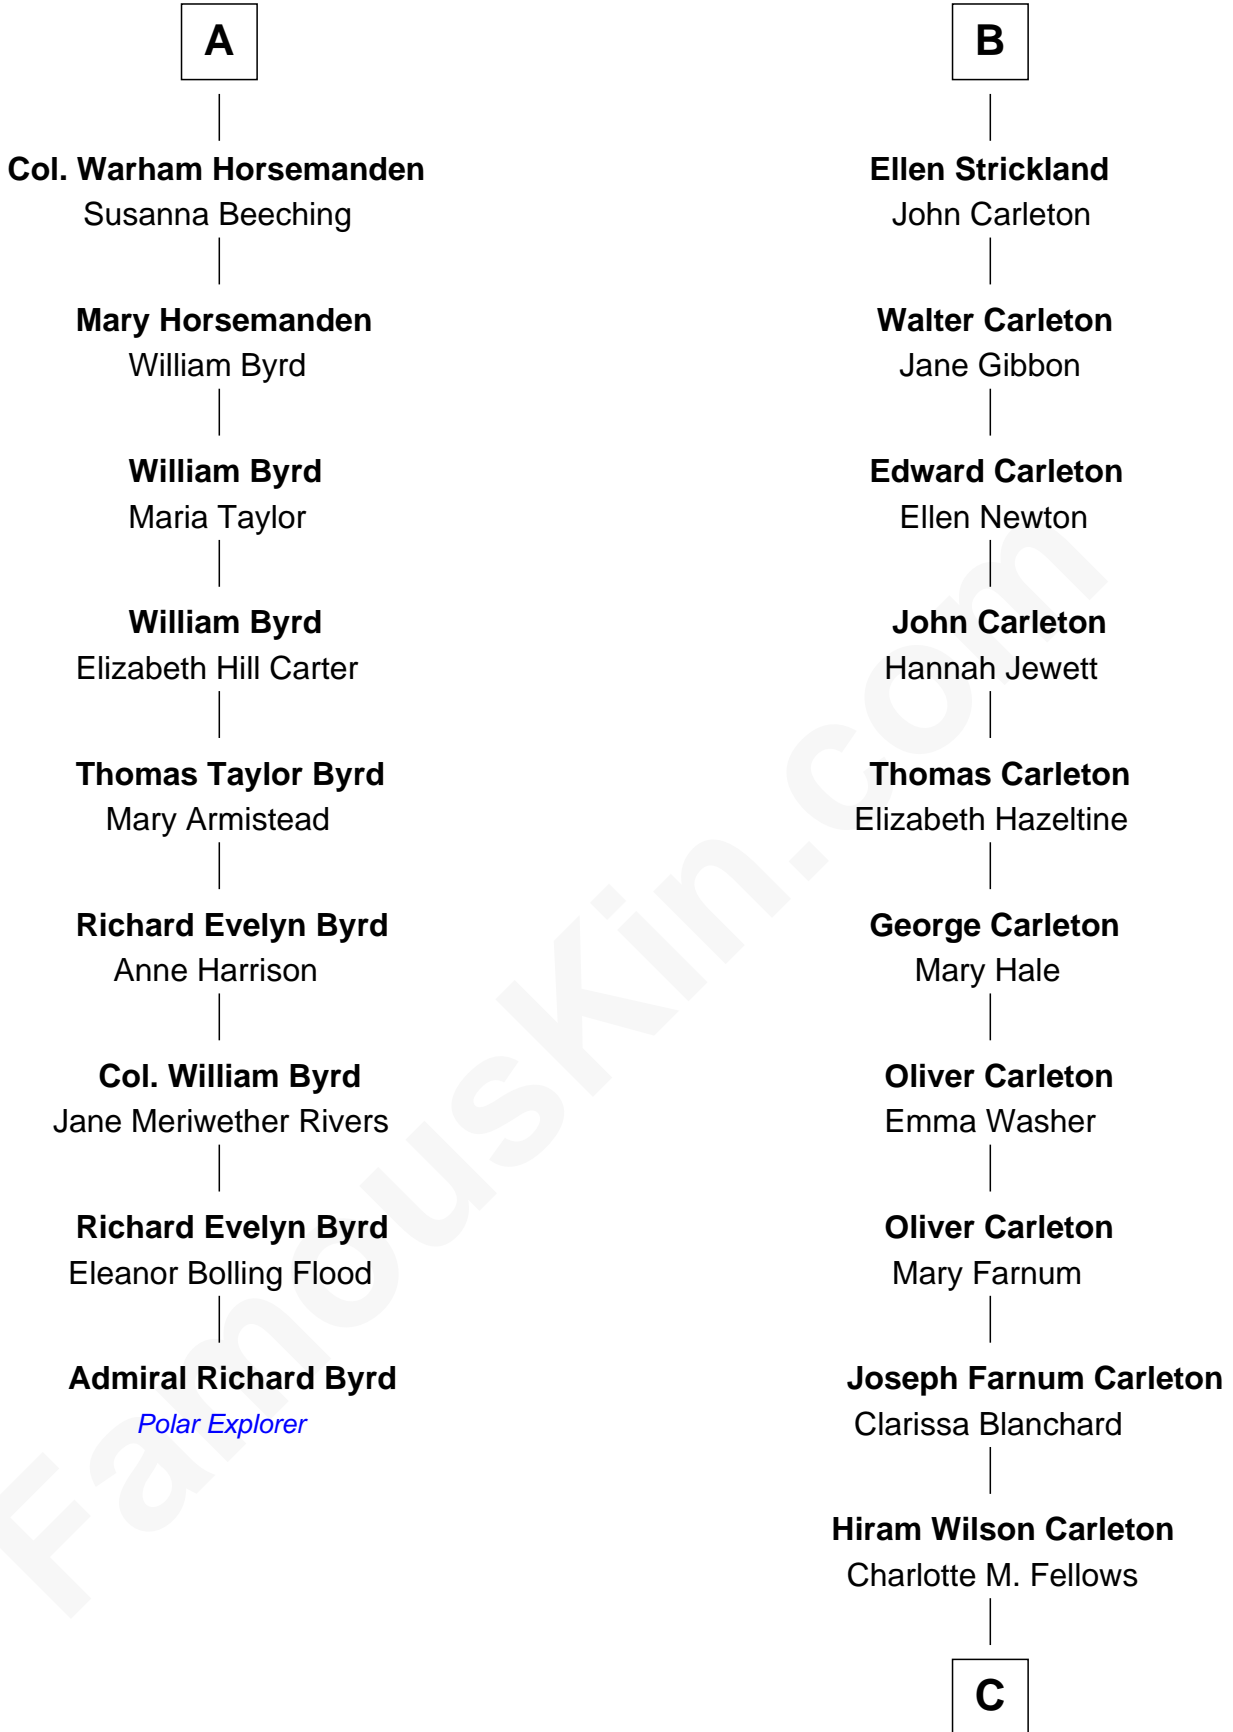 A
Col. Warham Horsemanden
Susanna Beeching
Mary Horsemanden
William Byrd
William Byrd
Maria Taylor
William Byrd
Elizabeth Hill Carter
Thomas Taylor Byrd
Mary Armistead
Richard Evelyn Byrd
Anne Harrison
Col. William Byrd
Jane Meriwether Rivers
Richard Evelyn Byrd
Eleanor Bolling Flood
Admiral Richard Byrd
Polar Explorer
B
Ellen Strickland
John Carleton
Walter Carleton
Jane Gibbon
Edward Carleton
Ellen Newton
John Carleton
Hannah Jewett
Thomas Carleton
Elizabeth Hazeltine
George Carleton
Mary Hale
Oliver Carleton
Emma Washer
Oliver Carleton
Mary Farnum
Joseph Farnum Carleton
Clarissa Blanchard
Hiram Wilson Carleton
Charlotte M. Fellows
C
FamousKin.com